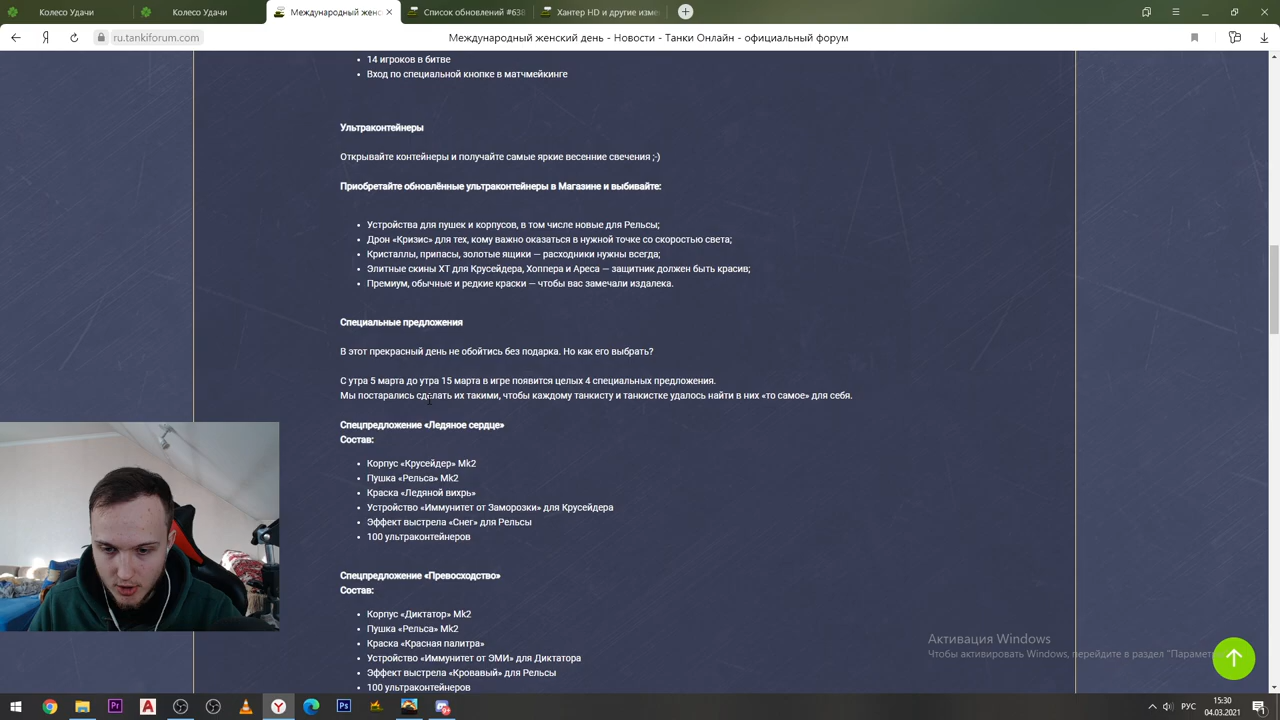 Колесо Удачи
Колесо Удачи
Международный женс
Список обновлений #638
Хантер HD и другие изме
ru.tankiforum.com
Международный женский день - Новости - Танки Онлайн - официальный форум
14 игроков в битве
Вход по специальной кнопке в матчмейкинге
Ультраконтейнеры
Открывайте контейнеры и получайте самые яркие весенние свечения ;-)
Приобретайте обновлённые ультраконтейнеры в Магазине и выбивайте:
Устройства для пушек и корпусов, в том числе новые для Рельсы;
Дрон «Кризис» для тех, кому важно оказаться в нужной точке со скоростью света;
Кристаллы, припасы, золотые ящики — расходники нужны всегда;
Элитные скины XT для Крусейдера, Хоппера и Ареса — защитник должен быть красив;
Премиум, обычные и редкие краски — чтобы вас замечали издалека.
Специальные предложения
В этот прекрасный день не обойтись без подарка. Но как его выбрать?
С утра 5 марта до утра 15 марта в игре появится целых 4 специальных предложения.
Мы постарались сделать их такими, чтобы каждому танкисту и танкистке удалось найти в них «то самое» для себя.
Спецпредложение «Ледяное сердце»
Состав:
Корпус «Крусейдер» Mk2
Пушка «Рельса» Mk2
Краска «Ледяной вихрь»
Устройство «Иммунитет от Заморозки» для Крусейдера
Эффект выстрела «Снег» для Рельсы
100 ультраконтейнеров
Спецпредложение «Превосходство»
Состав:
Корпус «Диктатор» Mk2
Пушка «Рельса» Mk2
Краска «Красная палитра»
Устройство «Иммунитет от ЭМИ» для Диктатора
Эффект выстрела «Кровавый» для Рельсы
100 ультраконтейнеров
Активация Windows
Чтобы активировать Windows, перейдите в раздел "Парамет
РУС
15:30
04.03.2021